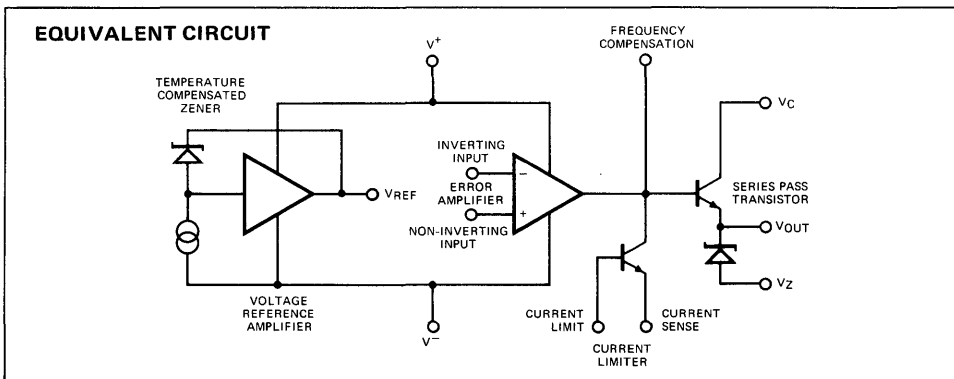 EQUIVALENT CIRCUIT
FREQUENCY
COMPENSATION
V+
TEMPERATURE
COMPENSATED
ZENER
VC
INVERTING
INPUT
−
ERROR
AMPLIFIER
+
NON-INVERTING
INPUT
VREF
SERIES PASS
TRANSISTOR
VOUT
VZ
VOLTAGE
REFERENCE
AMPLIFIER
V−
CURRENT
LIMIT
CURRENT
SENSE
CURRENT
LIMITER